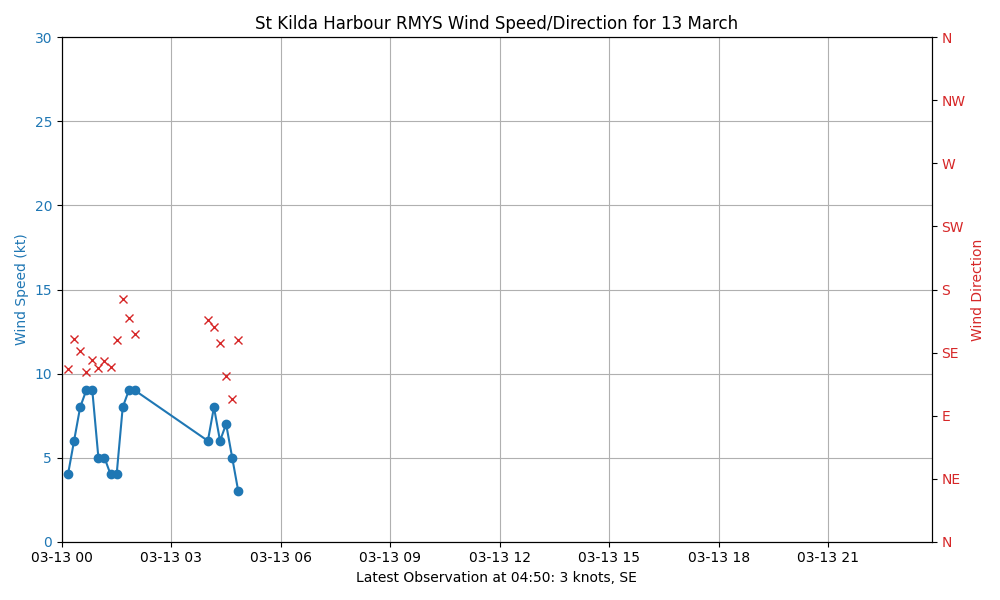 St Kilda Harbour RMYS Wind Speed/Direction for 13 March
30
25
20
15
10
5
0
Wind Speed (kt)
N
NW
W
SW
S
SE
E
NE
N
Wind Direction
03-13 00
03-13 03
03-13 06
03-13 09
03-13 12
03-13 15
03-13 18
03-13 21
Latest Observation at 04:50: 3 knots, SE